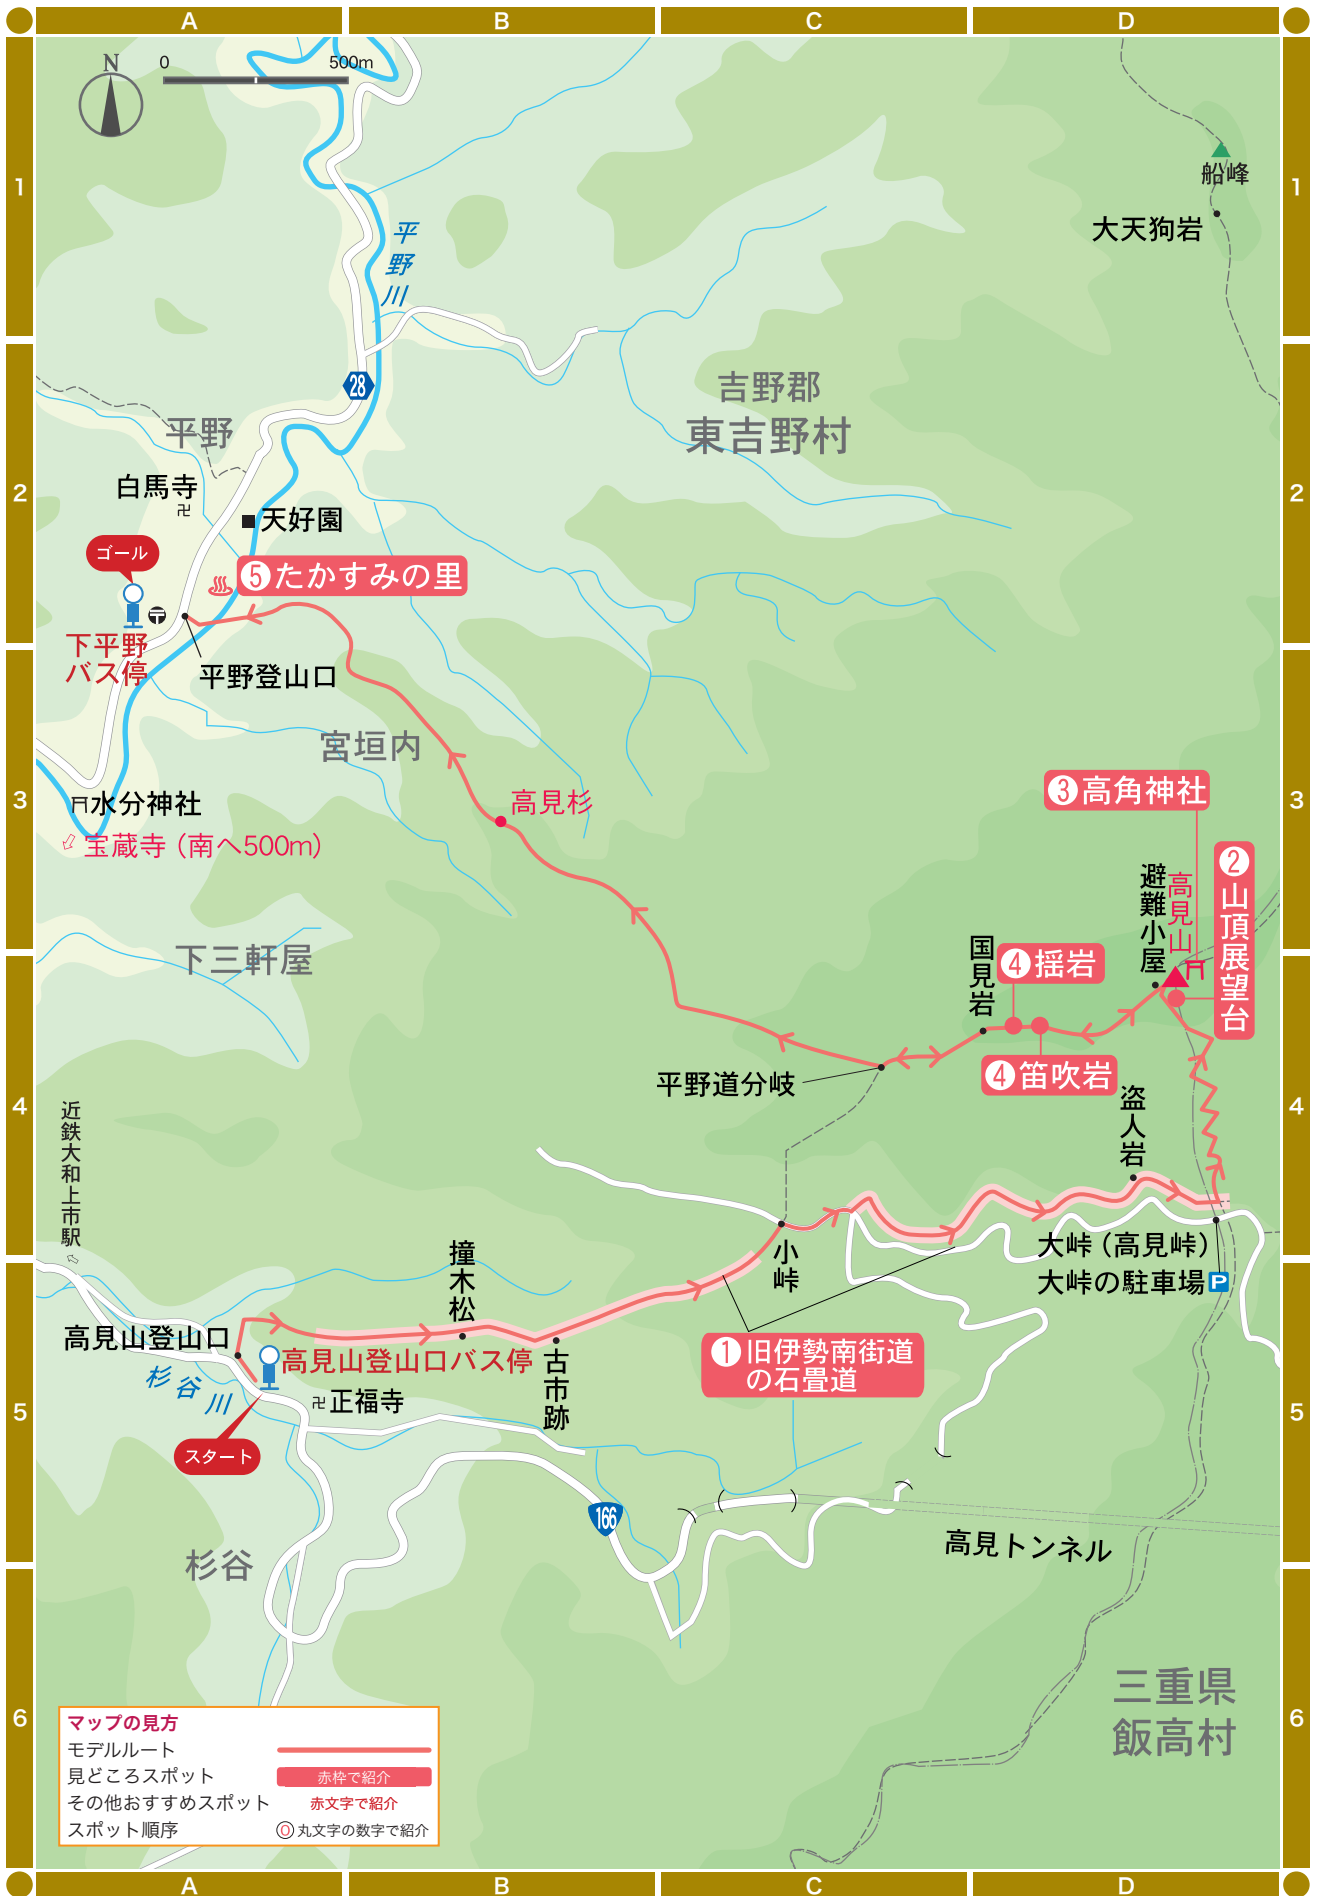 A B C D
N
0 500m
1
1
船峰
大天狗岩
平野川
28
吉野郡
東吉野村
平野
白馬寺
卍
天好園
2
2
ゴール
⑤たかすみの里
〒
下平野
バス停
平野登山口
宮垣内
高見杉
3
3
水分神社
宝蔵寺（南へ500m）
③高角神社
②山頂展望台
避難小屋
高見山
下三軒屋
国見岩
④揺岩
④笛吹岩
平野道分岐
盗人岩
4
4
近鉄大和上市駅
大峠（高見峠）
大峠の駐車場
P
小峠
撞木松
高見山登山口
高見山登山口バス停
①旧伊勢南街道
の石畳道
古市跡
杉谷川
卍正福寺
5
5
スタート
166
高見トンネル
杉谷
三重県
飯高村
6
6
マップの見方
モデルルート
見どころスポット 赤枠で紹介
その他おすすめスポット 赤文字で紹介
スポット順序 ⓪丸文字の数字で紹介
A B C D